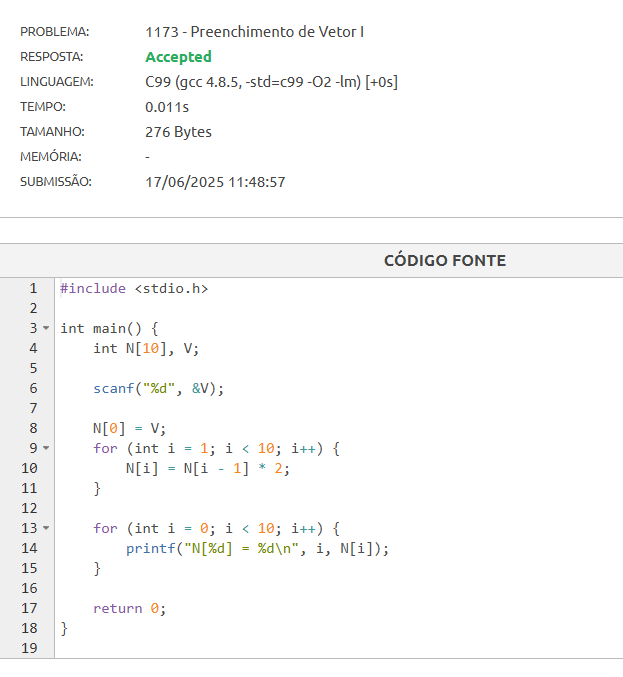 PROBLEMA: 1173 - Preenchimento de Vetor I
RESPOSTA: Accepted
LINGUAGEM: C99 (gcc 4.8.5, -std=c99 -O2 -lm) [+0s]
TEMPO: 0.011s
TAMANHO: 276 Bytes
MEMÓRIA: -
SUBMISSÃO: 17/06/2025 11:48:57
CÓDIGO FONTE
1 #include <stdio.h>
2
3 int main() {
4     int N[10], V;
5
6     scanf("%d", &V);
7
8     N[0] = V;
9     for (int i = 1; i < 10; i++) {
10         N[i] = N[i - 1] * 2;
11     }
12
13     for (int i = 0; i < 10; i++) {
14         printf("N[%d] = %d\n", i, N[i]);
15     }
16
17     return 0;
18 }
19